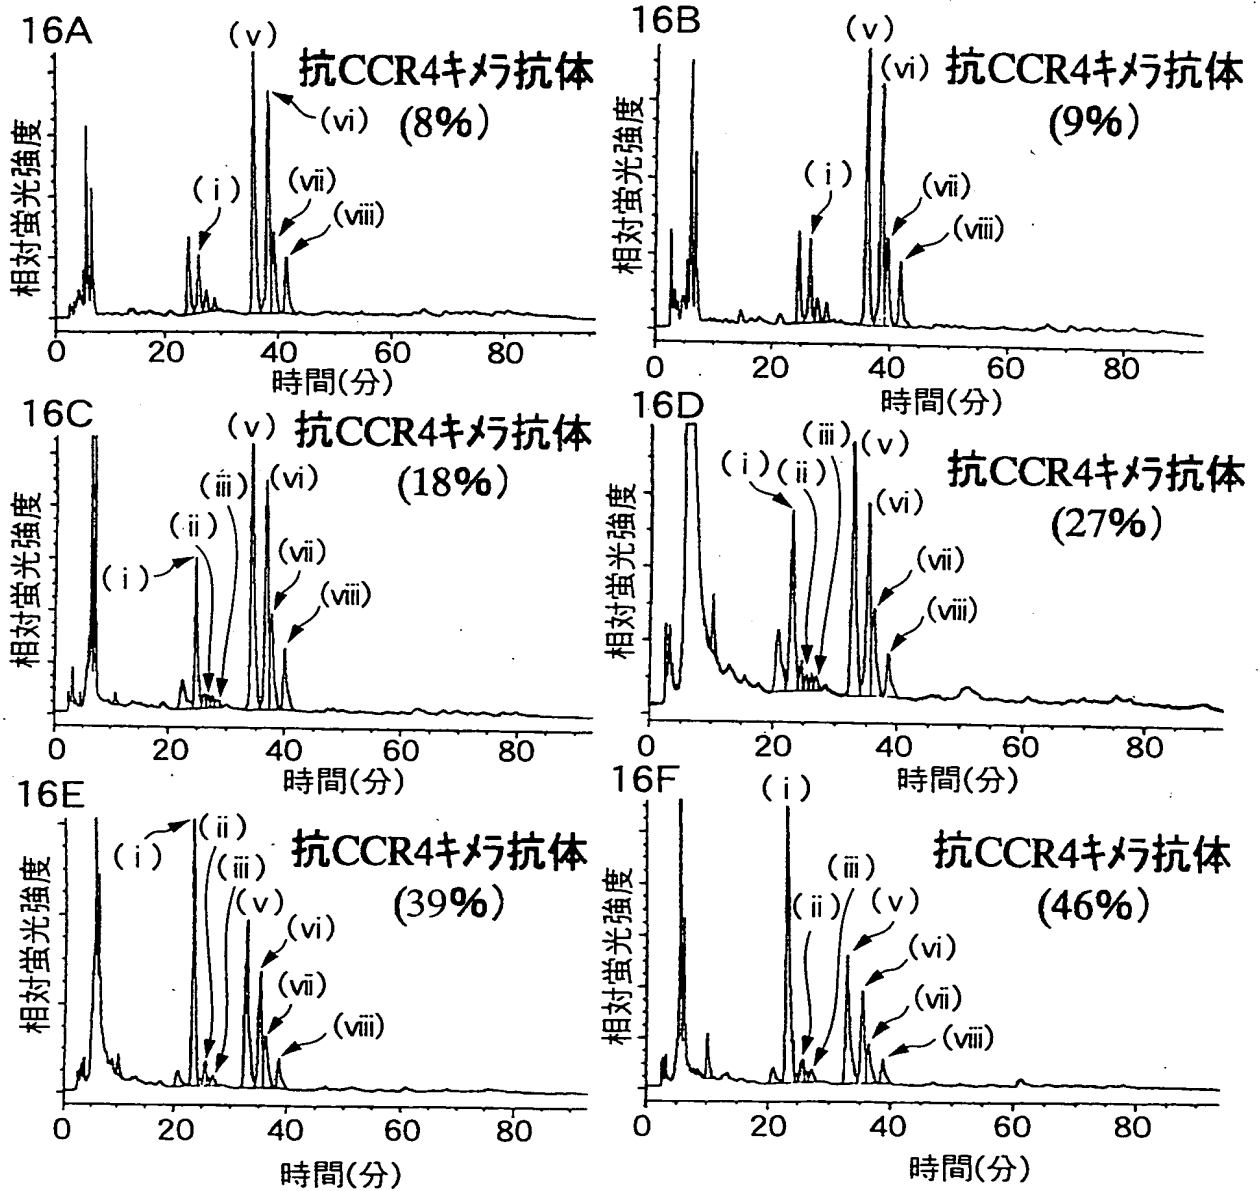 16A
(v)
抗CCR4キメラ抗体
(8%)
(vi)
(i)
(vii)
(viii)
相対蛍光強度
0 20 40 60 80
時間(分)
16B
(v)
(vi)
抗CCR4キメラ抗体
(9%)
(i)
(vii)
(viii)
相対蛍光強度
0 20 40 60 80
時間(分)
16C
(v)
抗CCR4キメラ抗体
(18%)
(iii)
(vi)
(ii)
(i)
(vii)
(viii)
相対蛍光強度
0 20 40 60 80
時間(分)
16D
(iii)
(v)
(i)
(ii)
抗CCR4キメラ抗体
(27%)
(vi)
(vii)
(viii)
相対蛍光強度
0 20 40 60 80
時間(分)
16E
(ii)
(i)
(iii)
抗CCR4キメラ抗体
(39%)
(v)
(vi)
(vii)
(viii)
相対蛍光強度
0 20 40 60 80
時間(分)
16F
(i)
抗CCR4キメラ抗体
(46%)
(iii)
(ii)
(v)
(vi)
(vii)
(viii)
相対蛍光強度
0 20 40 60 80
時間(分)